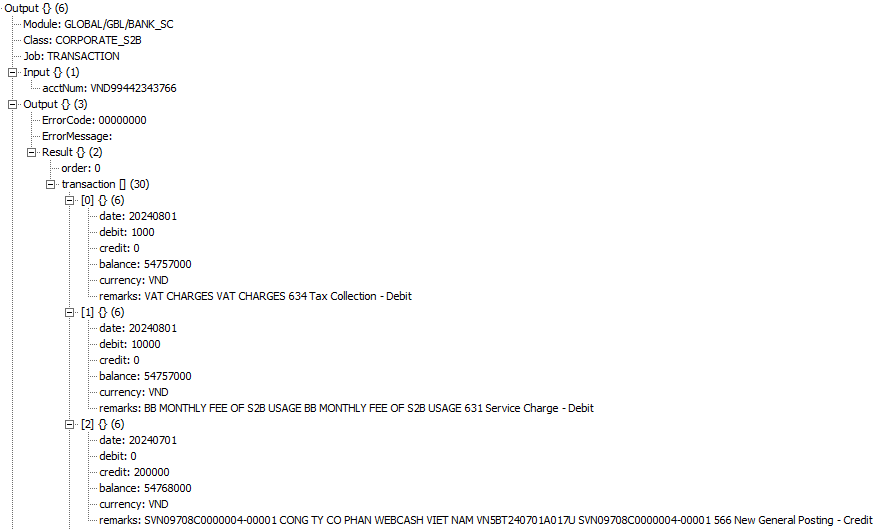 Output {} (6)
Module: GLOBAL/GBL/BANK_SC
Class: CORPORATE_S2B
Job: TRANSACTION
Input {} (1)
acctNum: VND99442343766
Output {} (3)
ErrorCode: 00000000
ErrorMessage:
Result {} (2)
order: 0
transaction [] (30)
[0] {} (6)
date: 20240801
debit: 1000
credit: 0
balance: 54757000
currency: VND
remarks: VAT CHARGES VAT CHARGES 634 Tax Collection - Debit
[1] {} (6)
date: 20240801
debit: 10000
credit: 0
balance: 54757000
currency: VND
remarks: BB MONTHLY FEE OF S2B USAGE BB MONTHLY FEE OF S2B USAGE 631 Service Charge - Debit
[2] {} (6)
date: 20240701
debit: 0
credit: 200000
balance: 54768000
currency: VND
remarks: SVN09708C0000004-00001 CONG TY CO PHAN WEBCASH VIET NAM VN5BT240701A017U SVN09708C0000004-00001 566 New General Posting - Credit